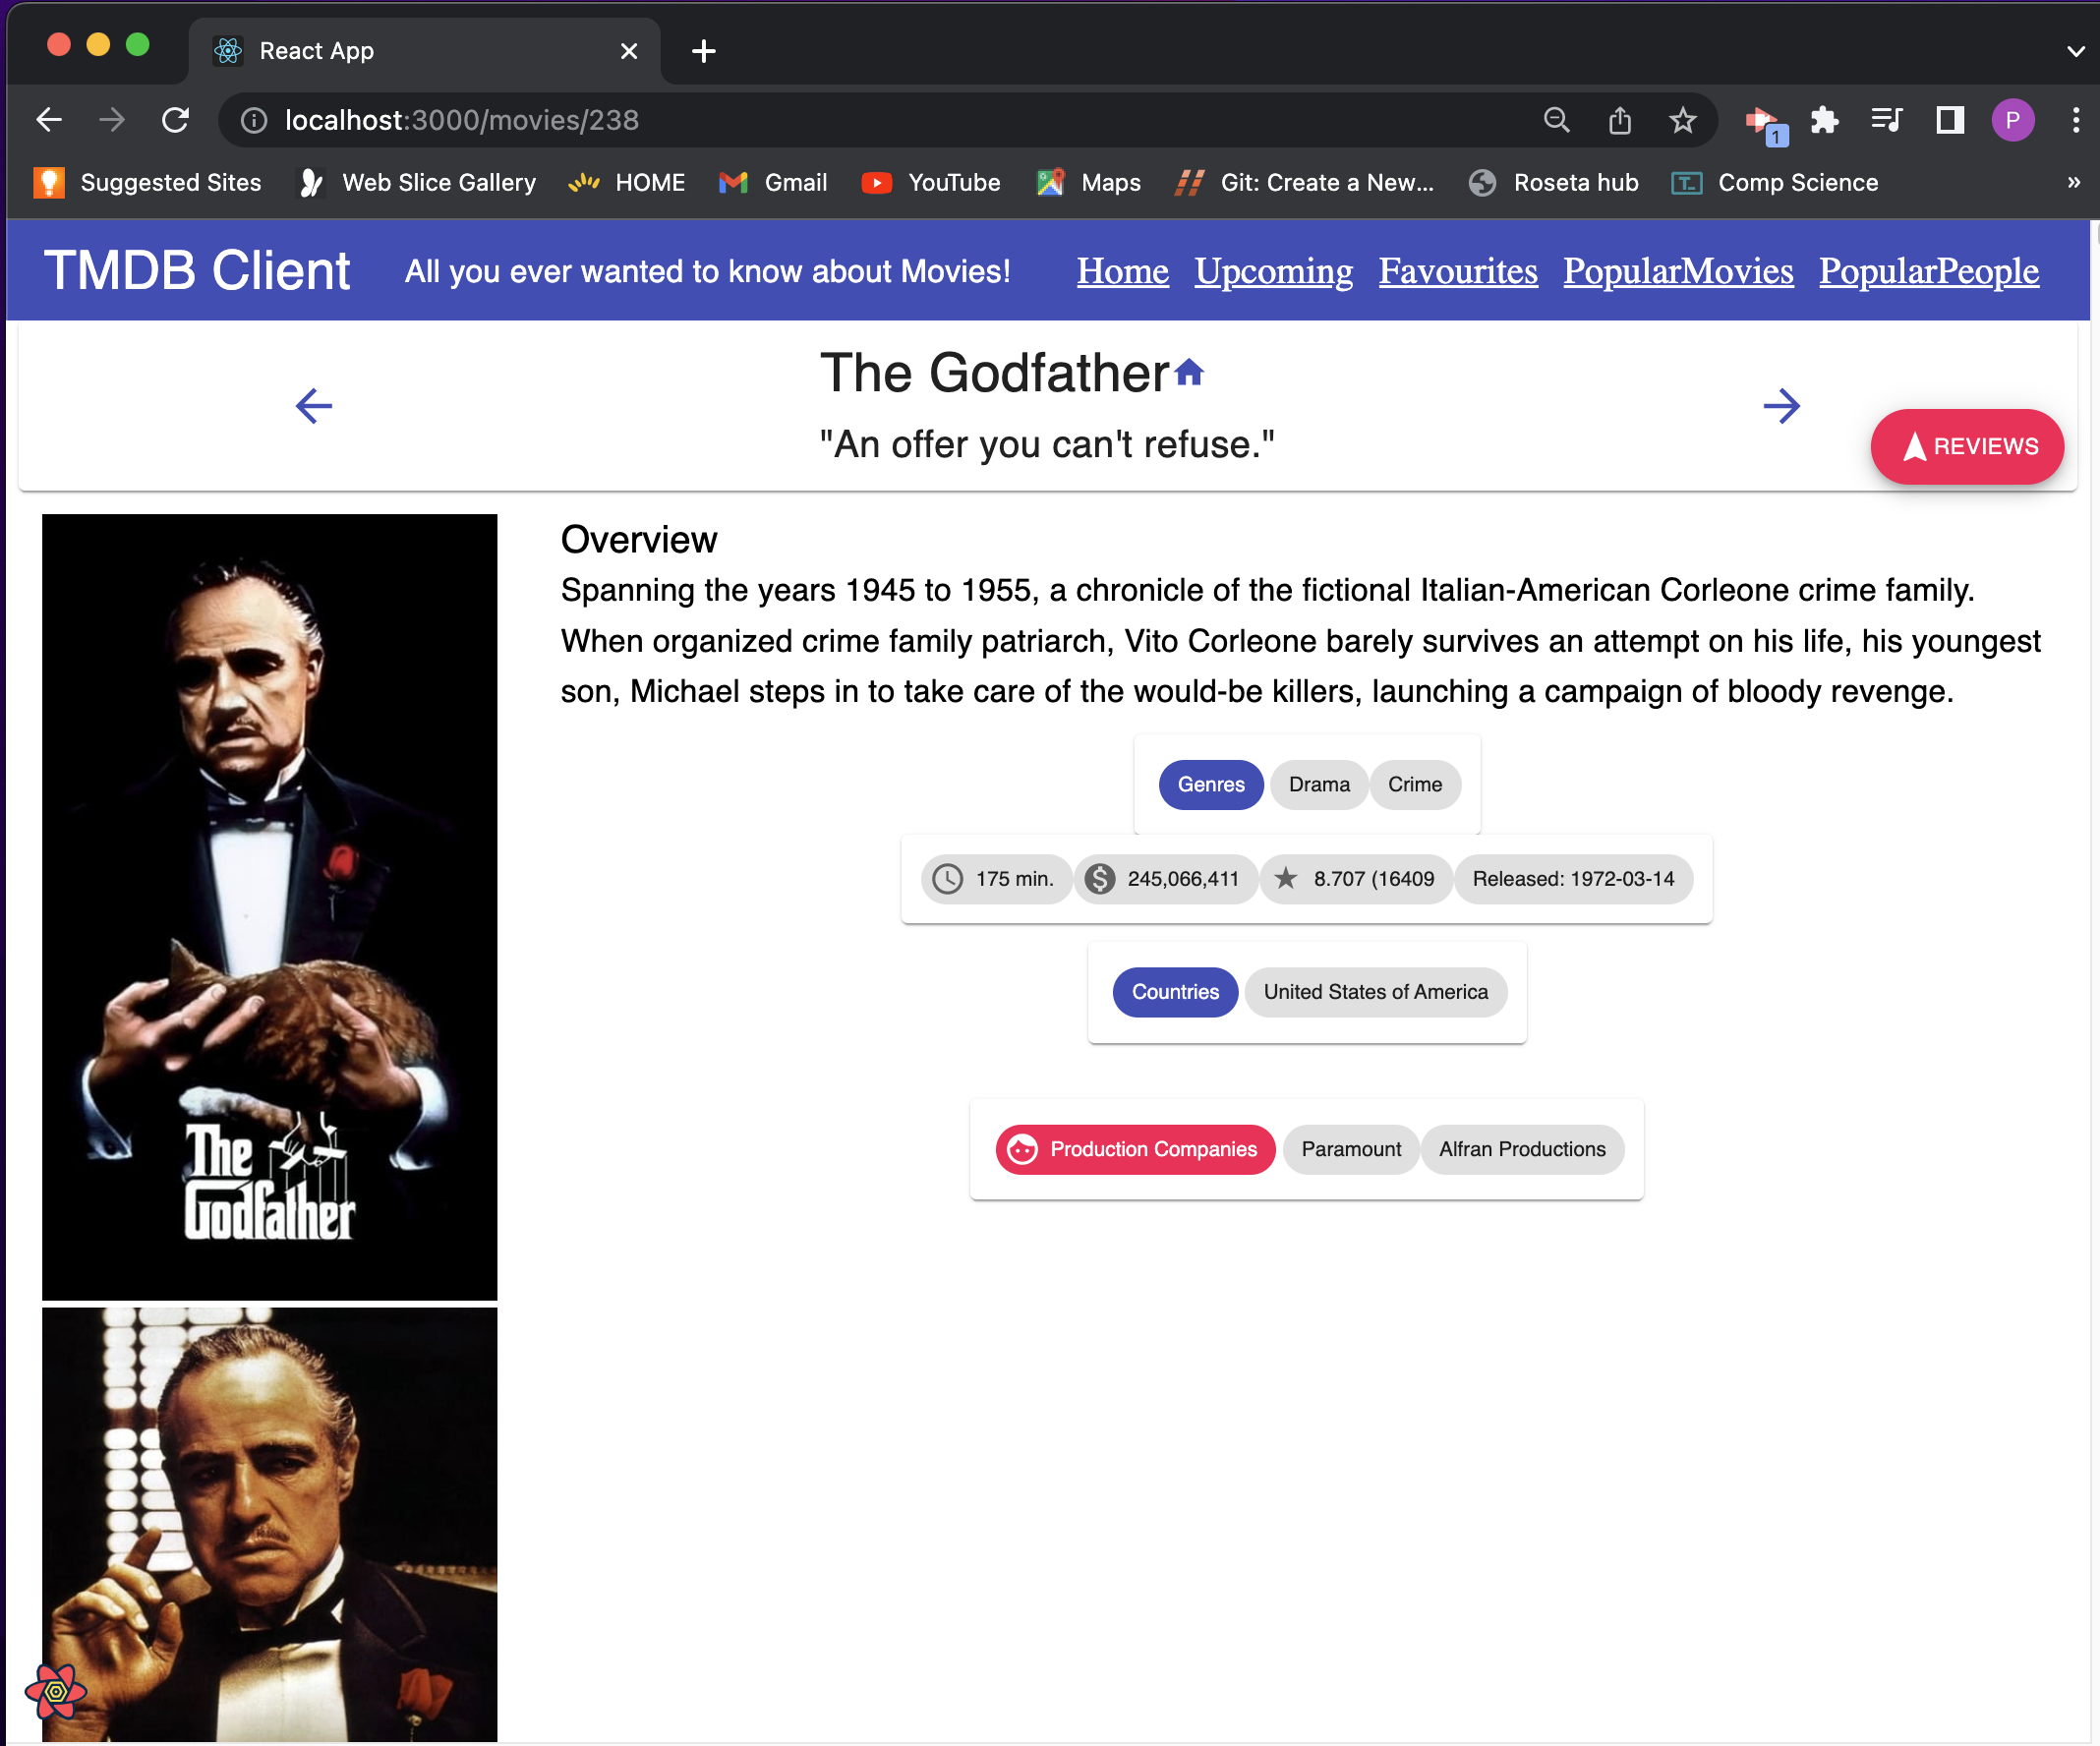 React App
localhost:3000/movies/238
1
P
Suggested Sites Web Slice Gallery HOME Gmail YouTube Maps Git: Create a New... Roseta hub Comp Science »
TMDB Client All you ever wanted to know about Movies! Home Upcoming Favourites PopularMovies PopularPeople
The Godfather
"An offer you can't refuse."
REVIEWS
Overview
Spanning the years 1945 to 1955, a chronicle of the fictional Italian-American Corleone crime family.
When organized crime family patriarch, Vito Corleone barely survives an attempt on his life, his youngest
son, Michael steps in to take care of the would-be killers, launching a campaign of bloody revenge.
Genres Drama Crime
175 min. 245,066,411 8.707 (16409 Released: 1972-03-14
Countries United States of America
Production Companies Paramount Alfran Productions
The
Godfather